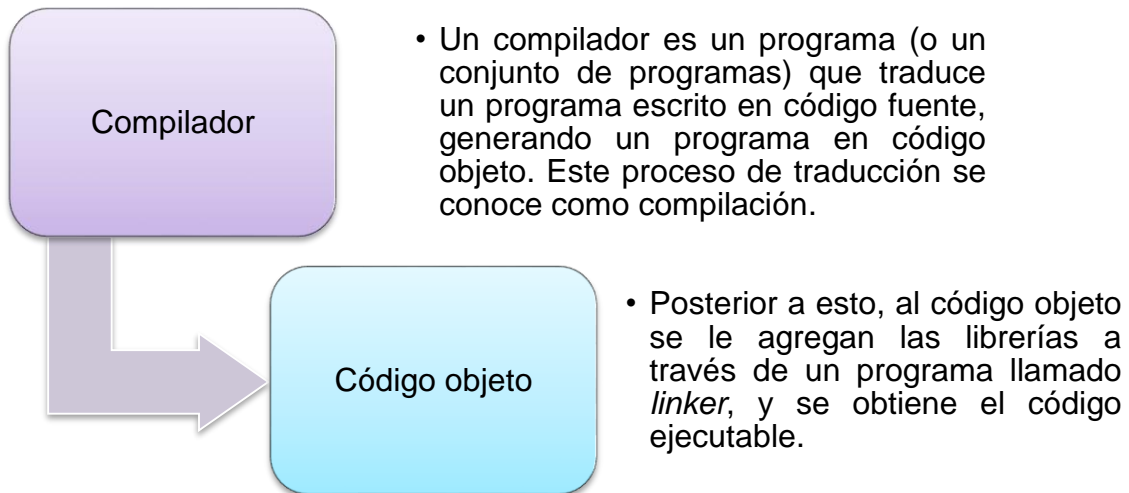 Compilador
• Un compilador es un programa (o un
conjunto de programas) que traduce
un programa escrito en código fuente,
generando un programa en código
objeto. Este proceso de traducción se
conoce como compilación.
Código objeto
• Posterior a esto, al código objeto
se le agregan las librerías a
través de un programa llamado
linker, y se obtiene el código
ejecutable.